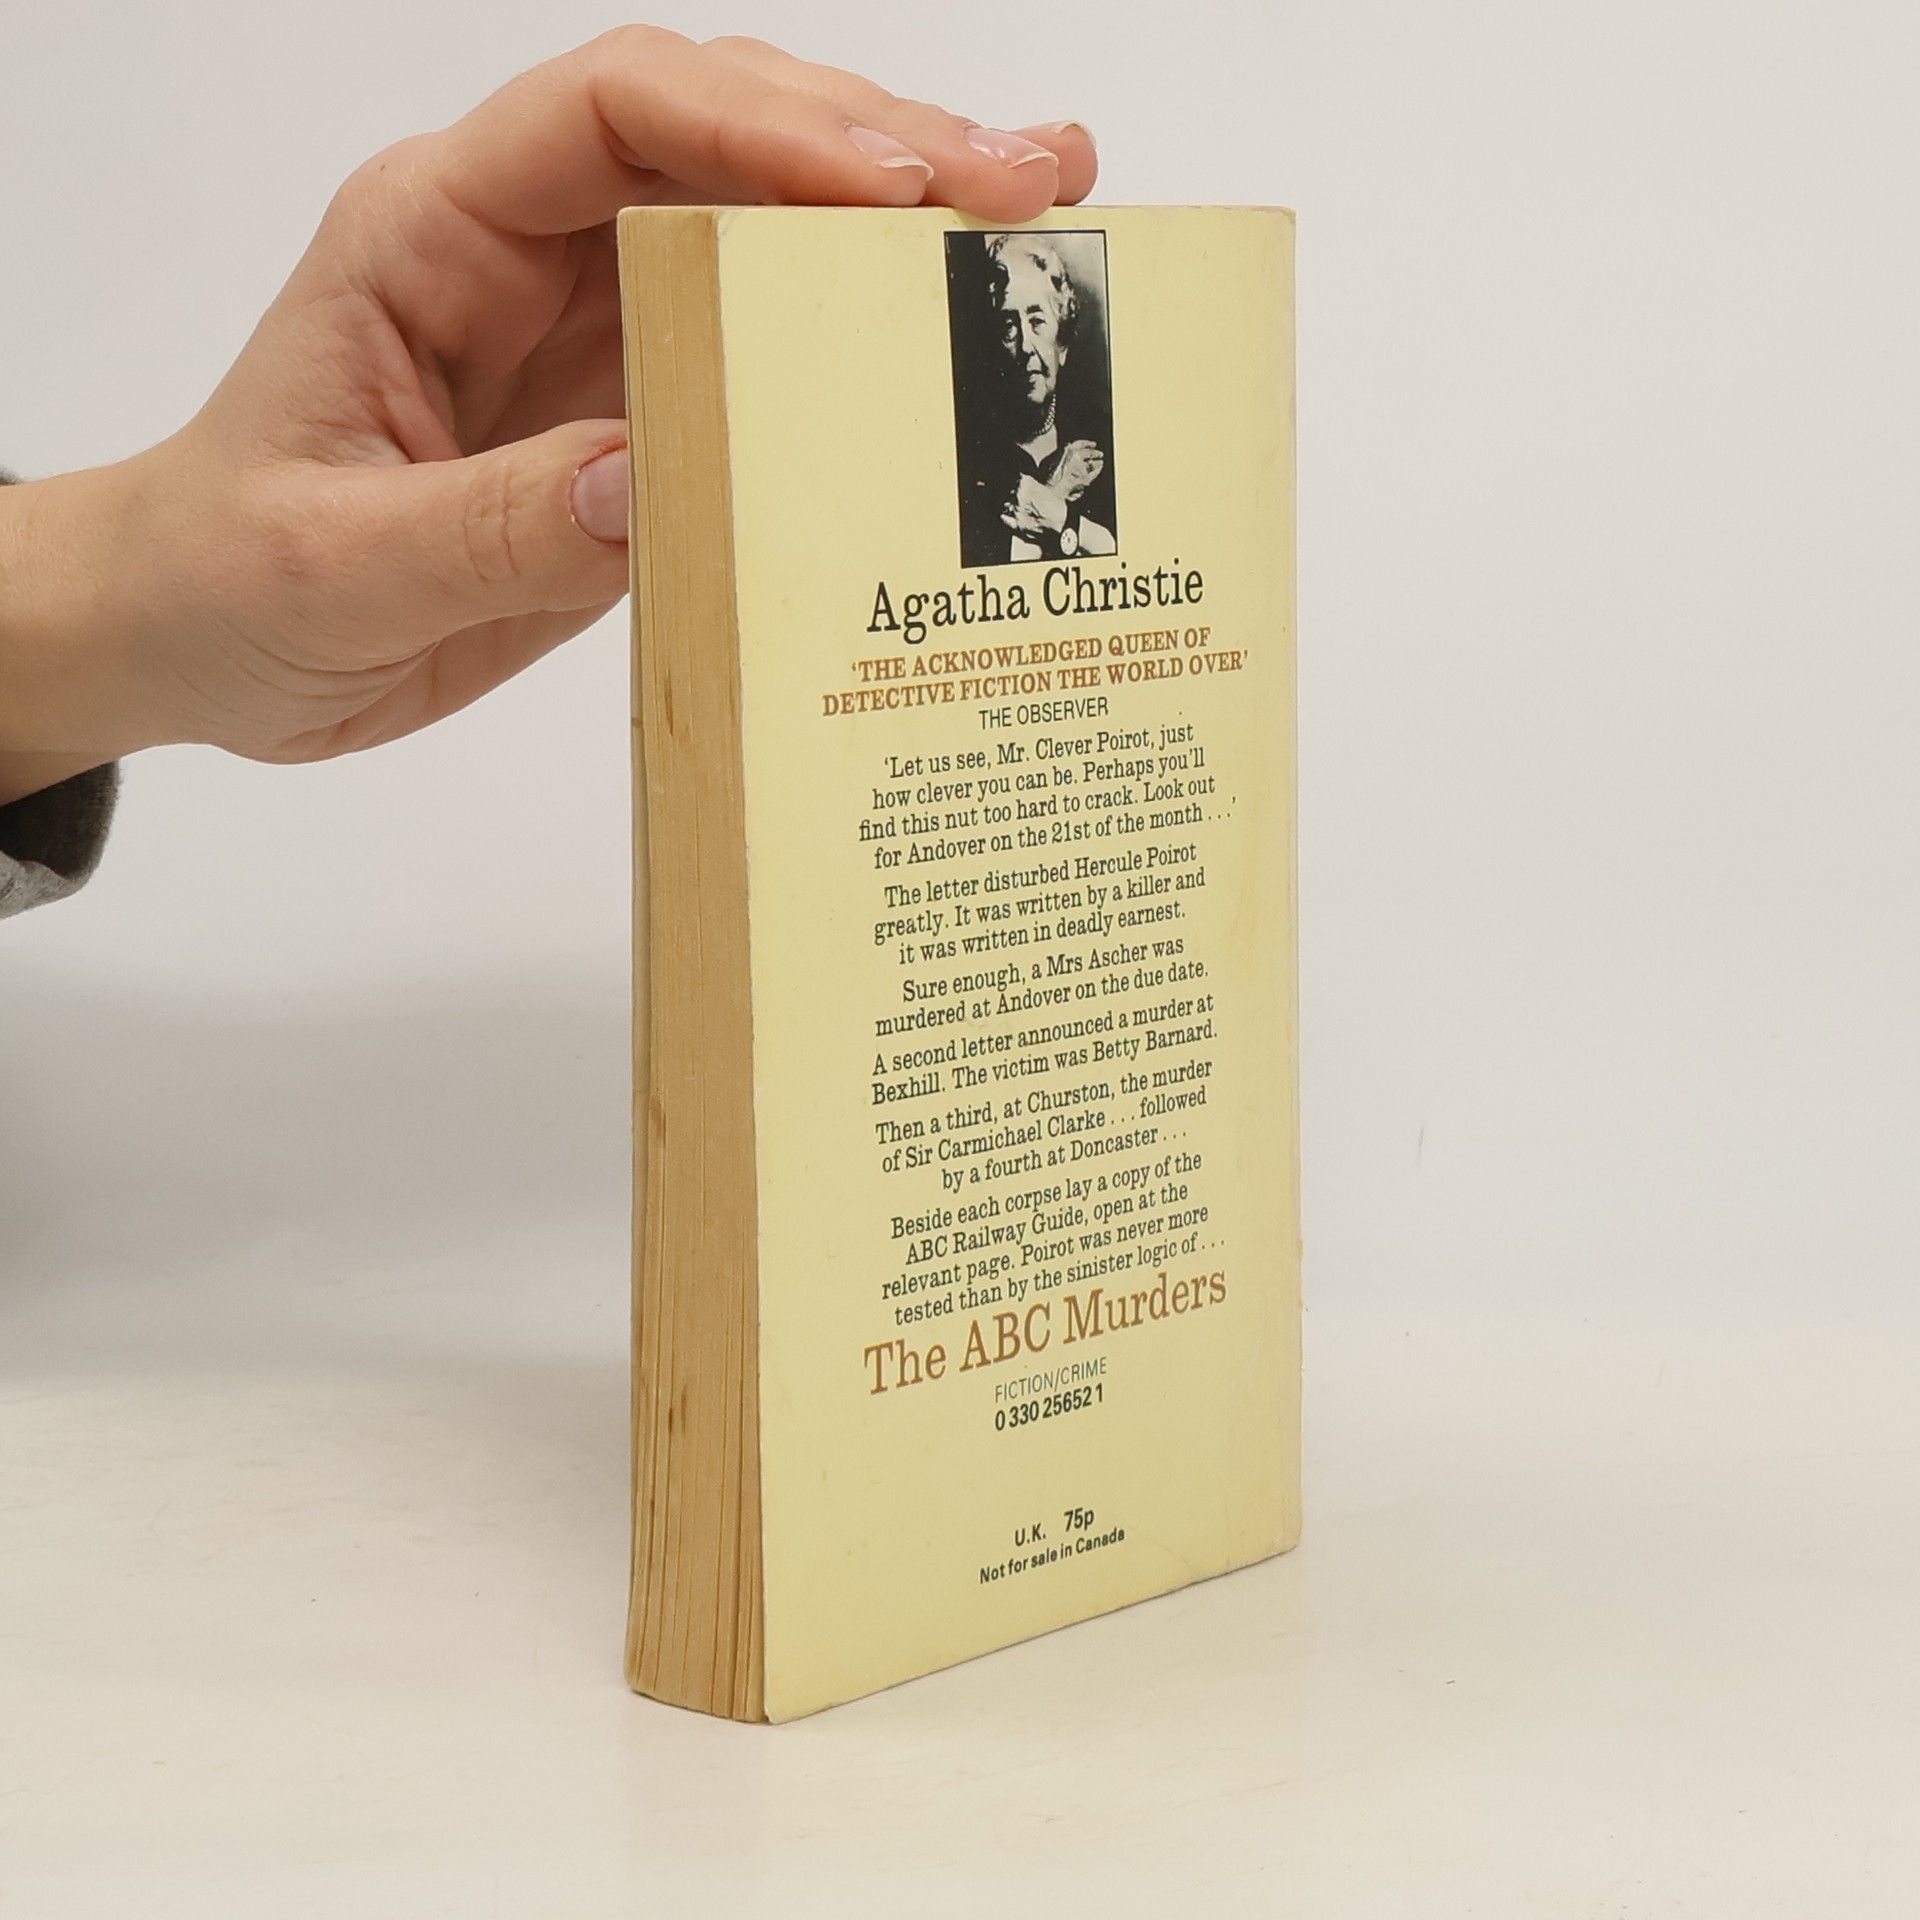 Agatha Christie
‘THE ACKNOWLEDGED QUEEN OF
DETECTIVE FICTION THE WORLD OVER’
THE OBSERVER
‘Let us see, Mr. Clever Poirot, just
how clever you can be. Perhaps you’ll
find this nut too hard to crack. Look out
for Andover on the 21st of the month . . .’
The letter disturbed Hercule Poirot
greatly. It was written by a killer and
it was written in deadly earnest.
Sure enough, a Mrs Ascher was
murdered at Andover on the due date.
A second letter announced a murder at
Bexhill. The victim was Betty Barnard.
Then a third, at Churston, the murder
of Sir Carmichael Clarke . . . followed
by a fourth at Doncaster . . .
Beside each corpse lay a copy of the
ABC Railway Guide, open at the
relevant page. Poirot was never more
tested than by the sinister logic of . . .
The ABC Murders
FICTION/CRIME
0 330 25652 1
U.K. 75p
Not for sale in Canada